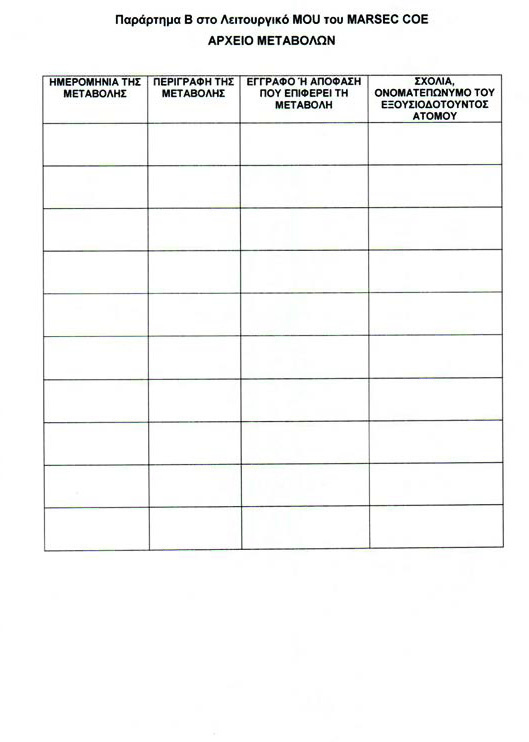 Παράρτημα Β στο Λειτουργικό MOU του MARSEC COE
ΑΡΧΕΙΟ ΜΕΤΑΒΟΛΩΝ
ΗΜΕΡΟΜΗΝΙΑ ΤΗΣ
ΜΕΤΑΒΟΛΗΣ
ΠΕΡΙΓΡΑΦΗ ΤΗΣ
ΜΕΤΑΒΟΛΗΣ
ΕΓΓΡΑΦΟ Ή ΑΠΟΦΑΣΗ
ΠΟΥ ΕΠΙΦΕΡΕΙ ΤΗ
ΜΕΤΑΒΟΛΗ
ΣΧΟΛΙΑ,
ΟΝΟΜΑΤΕΠΩΝΥΜΟ ΤΟΥ
ΕΞΟΥΣΙΟΔΟΤΟΥΝΤΟΣ
ΑΤΟΜΟΥ